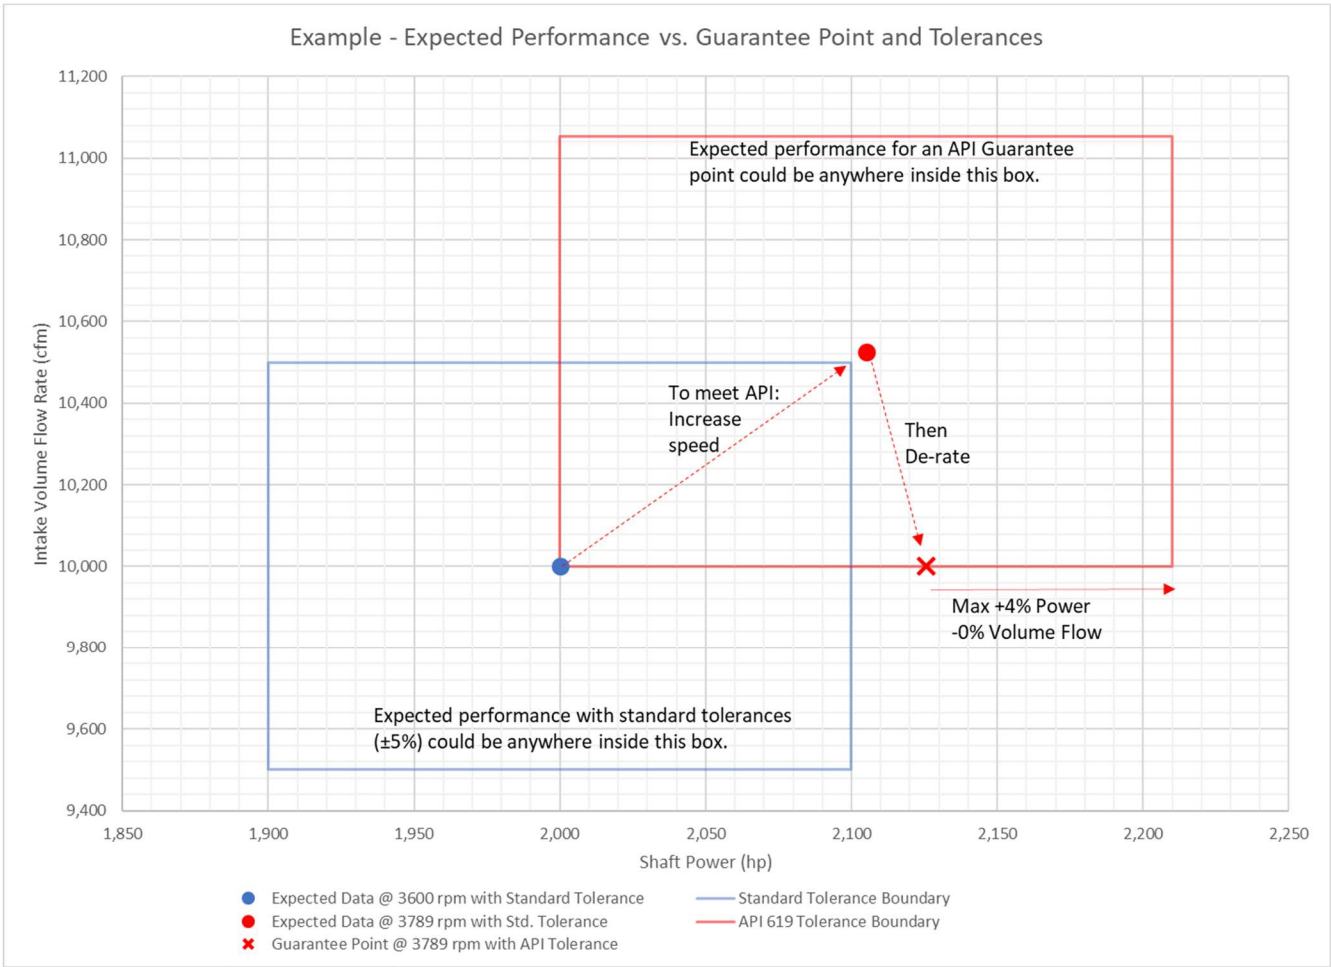 Example - Expected Performance vs. Guarantee Point and Tolerances
11,200
11,000
10,800
10,600
10,400
10,200
10,000
9,800
9,600
9,400
Intake Volume Flow Rate (cfm)
Expected performance for an API Guarantee
point could be anywhere inside this box.
To meet API:
Increase
speed
Then
De-rate
Max +4% Power
-0% Volume Flow
Expected performance with standard tolerances
(±5%) could be anywhere inside this box.
1,850
1,900
1,950
2,000
2,050
2,100
2,150
2,200
2,250
Shaft Power (hp)
Expected Data @ 3600 rpm with Standard Tolerance
Standard Tolerance Boundary
Expected Data @ 3789 rpm with Std. Tolerance
API 619 Tolerance Boundary
Guarantee Point @ 3789 rpm with API Tolerance